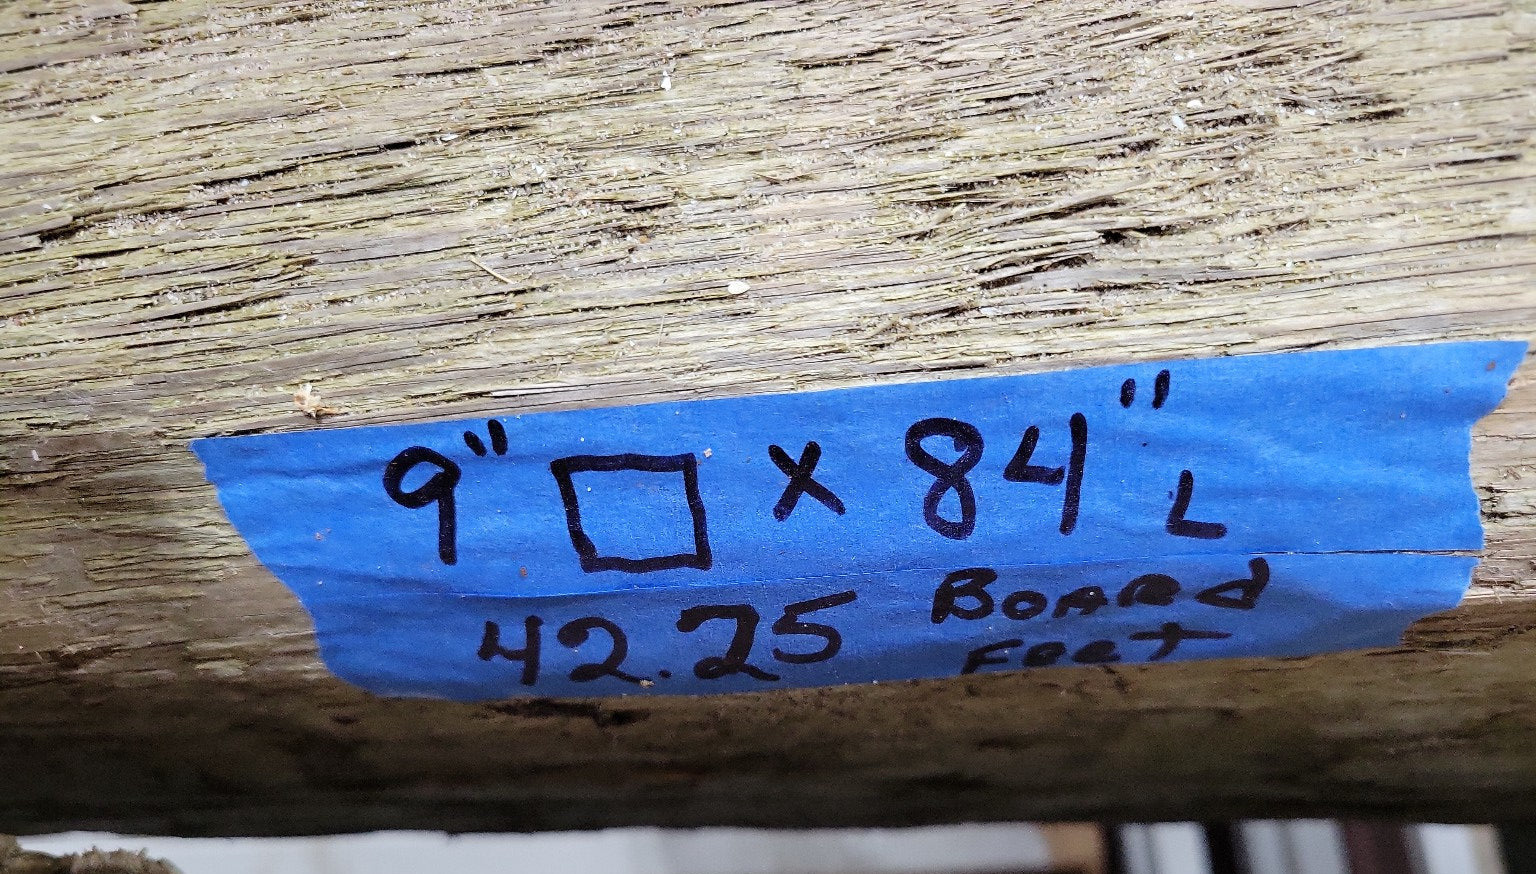 9" □ x 84" L
42.25 BOARd
FeeT